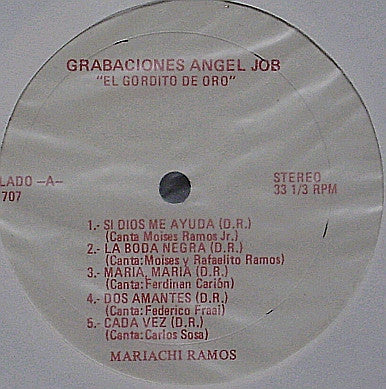 GRABACIONES ANGEL JOB
"EL GORDITO DE ORO"
LADO -A-
707
STEREO
33 1/3 RPM
1.- SI DIOS ME AYUDA (D.R.)
(Canta Moises Ramos Jr.)
2.- LA BODA NEGRA (D.R.)
(Canta: Moises y Rafaelito Ramos)
3.- MARIA, MARIA (D.R.)
(Canta: Ferdinan Carión)
4.- DOS AMANTES (D.R.)
(Canta: Federico Fraai)
5.- CADA VEZ (D.R.)
(Canta: Carlos Sosa)
MARIACHI RAMOS